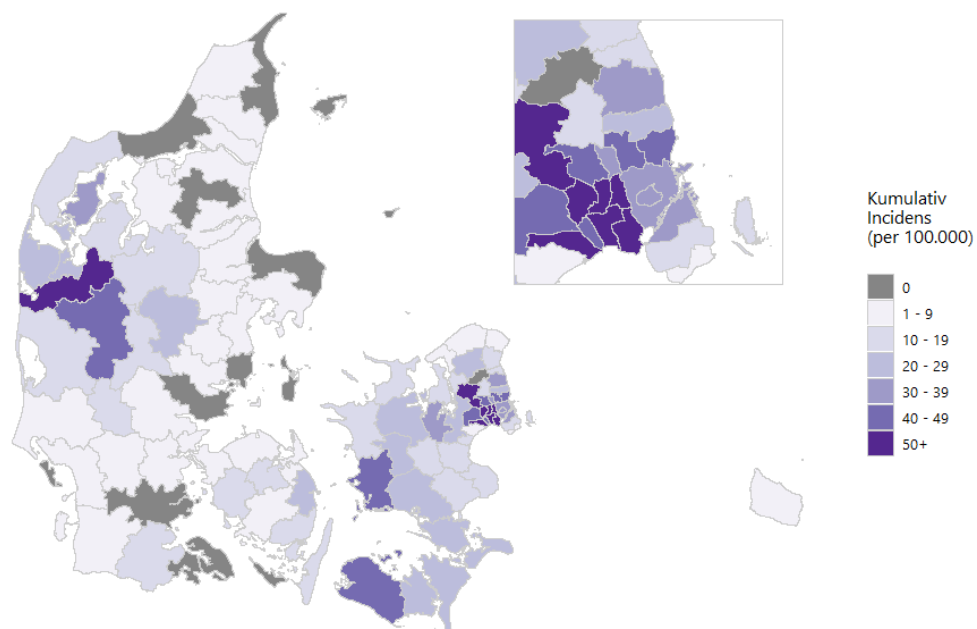 Kumulativ
Incidens
(per 100.000)
0
1 - 9
10 - 19
20 - 29
30 - 39
40 - 49
50+